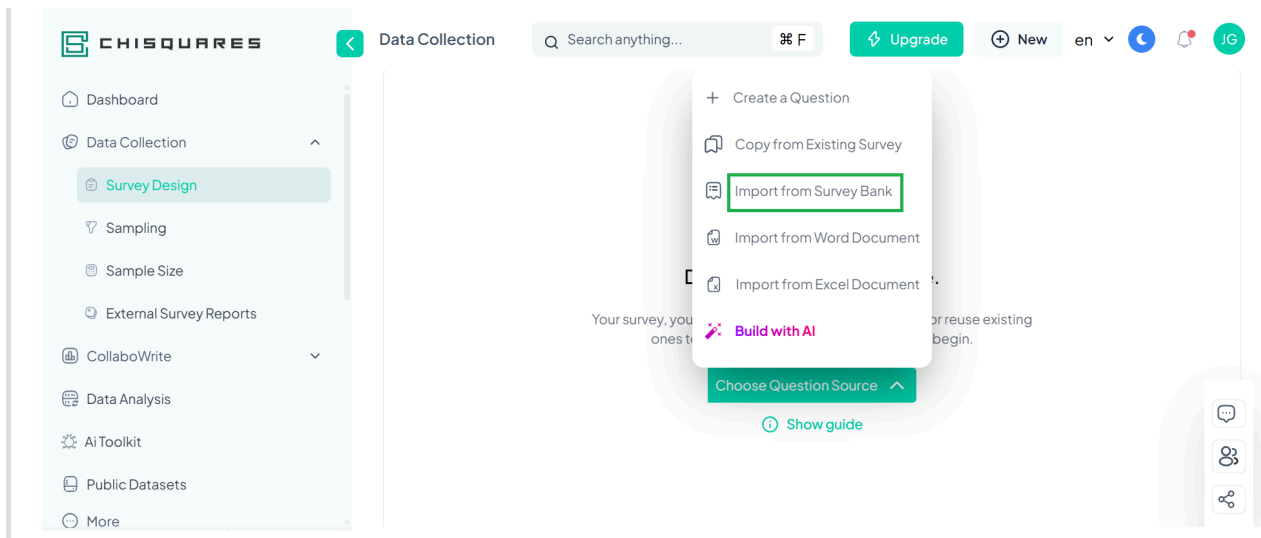 CHISQUARES
Data Collection
Search anything...
⌘ F
Upgrade
New
en
JG
Dashboard
Data Collection
Survey Design
Sampling
Sample Size
External Survey Reports
CollaboWrite
Data Analysis
Ai Toolkit
Public Datasets
More
Create a Question
Copy from Existing Survey
Import from Survey Bank
Import from Word Document
Import from Excel Document
Build with AI
D
.
Your survey, you
or reuse existing
ones t
begin.
Choose Question Source
Show guide